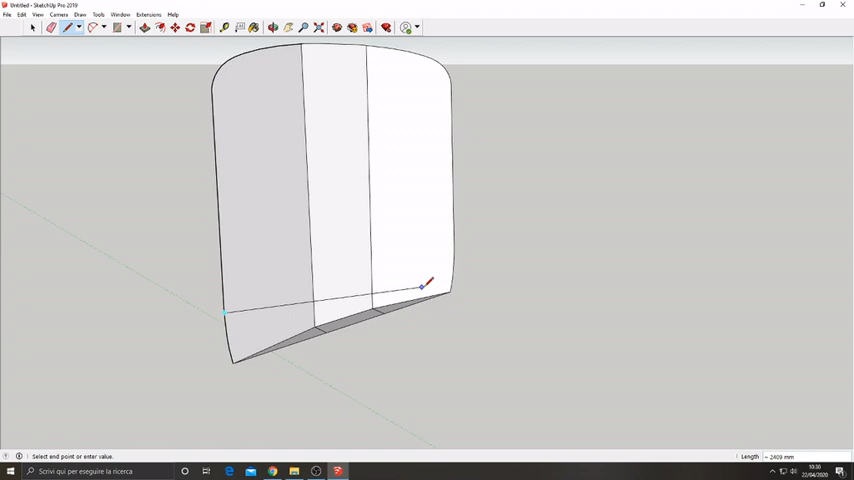 Untitled - SketchUp Pro 2019
File Edit View Camera Draw Tools Window Extensions Help
Select end point or enter value.
Length ~ 2409 mm
Scrivi qui per eseguire la ricerca
10:30
22/04/2020